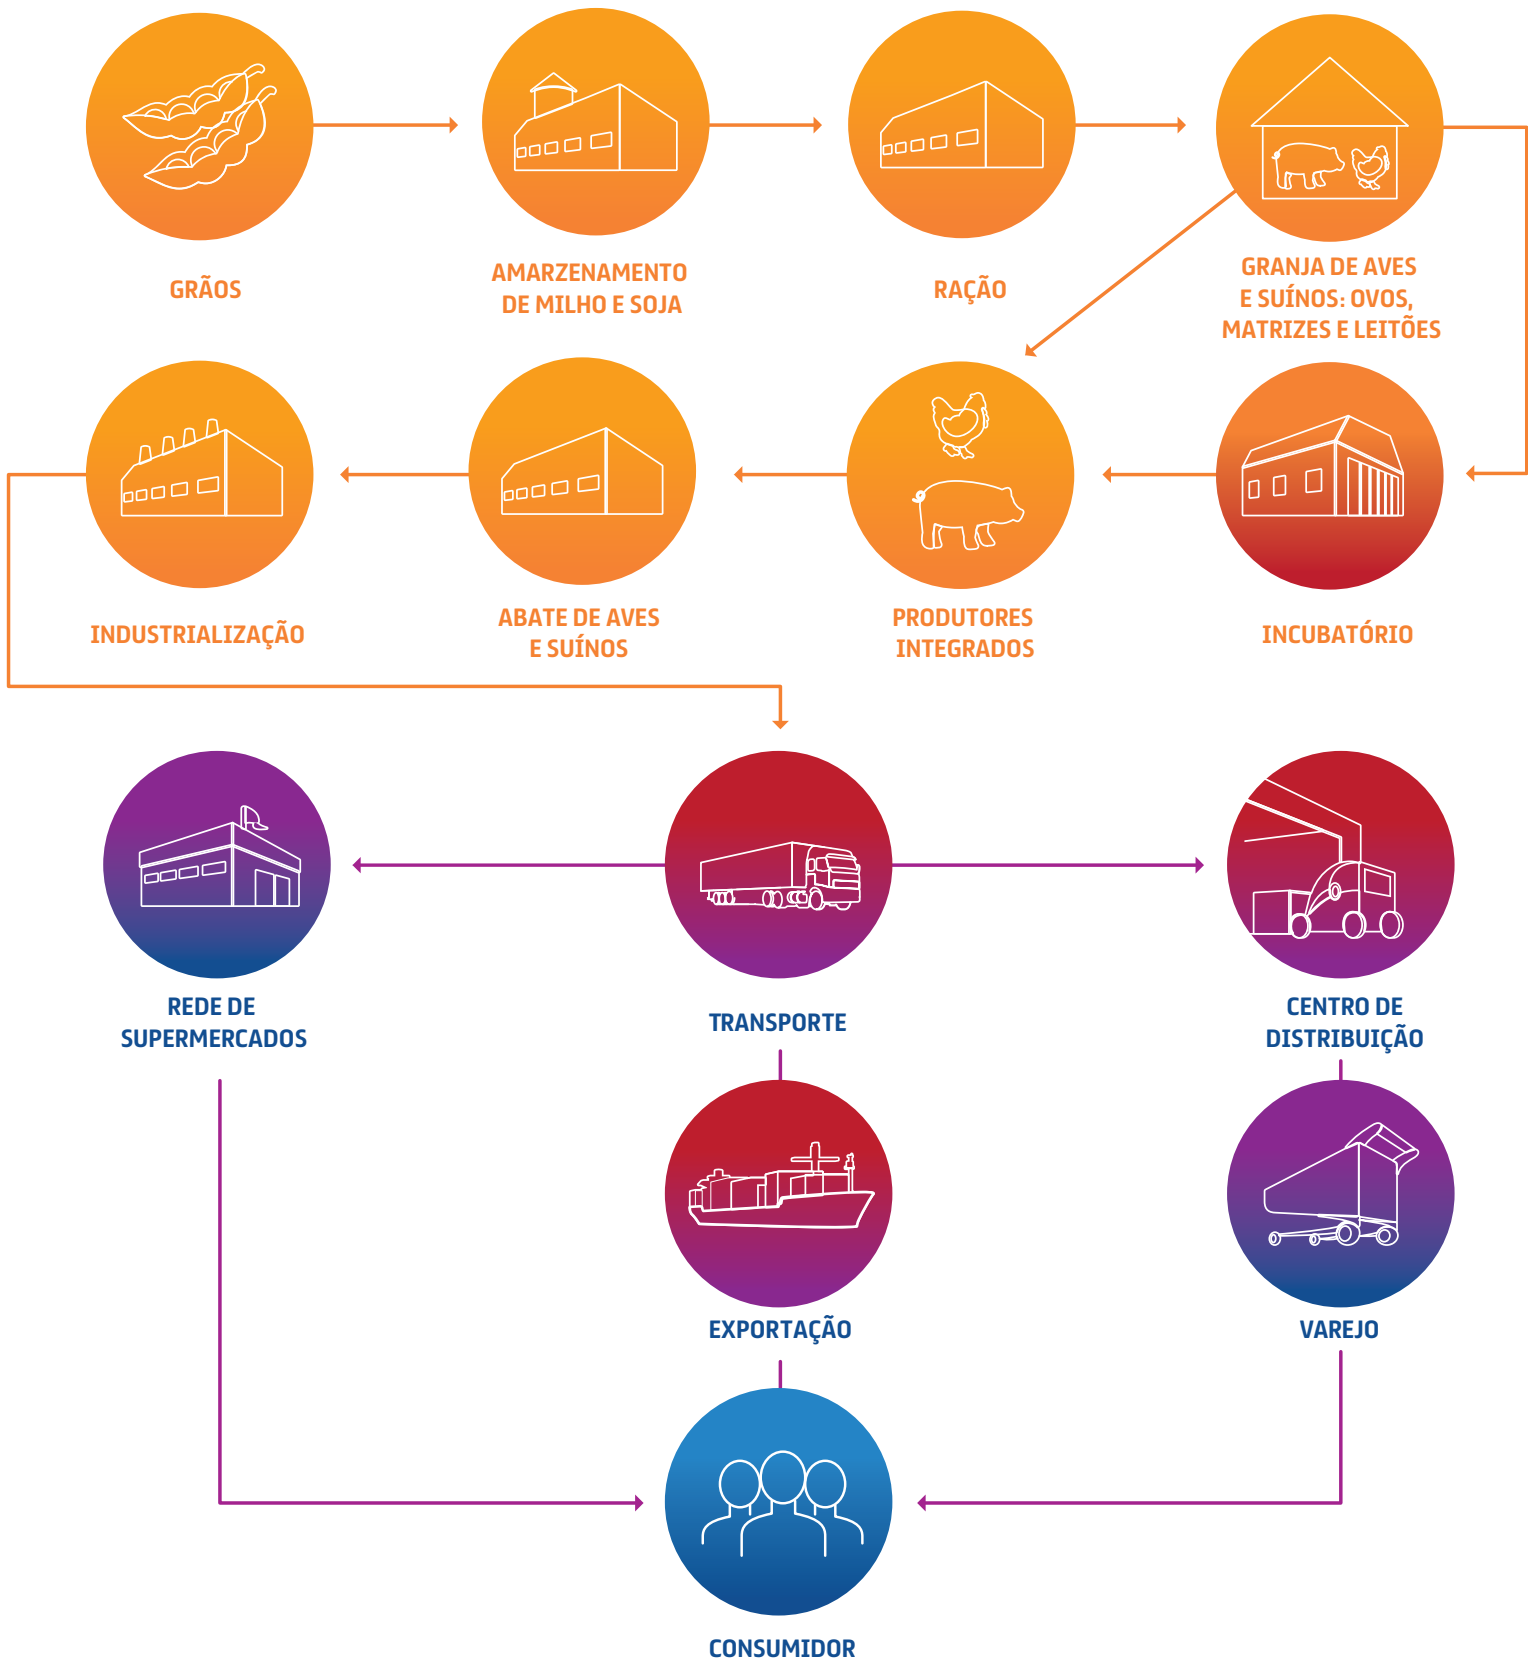 GRÃOS
AMARZENAMENTO
DE MILHO E SOJA
RAÇÃO
GRANJA DE AVES
E SUÍNOS: OVOS,
MATRIZES E LEITÕES
INDUSTRIALIZAÇÃO
ABATE DE AVES
E SUÍNOS
PRODUTORES
INTEGRADOS
INCUBATÓRIO
REDE DE
SUPERMERCADOS
TRANSPORTE
CENTRO DE
DISTRIBUIÇÃO
EXPORTAÇÃO
VAREJO
CONSUMIDOR